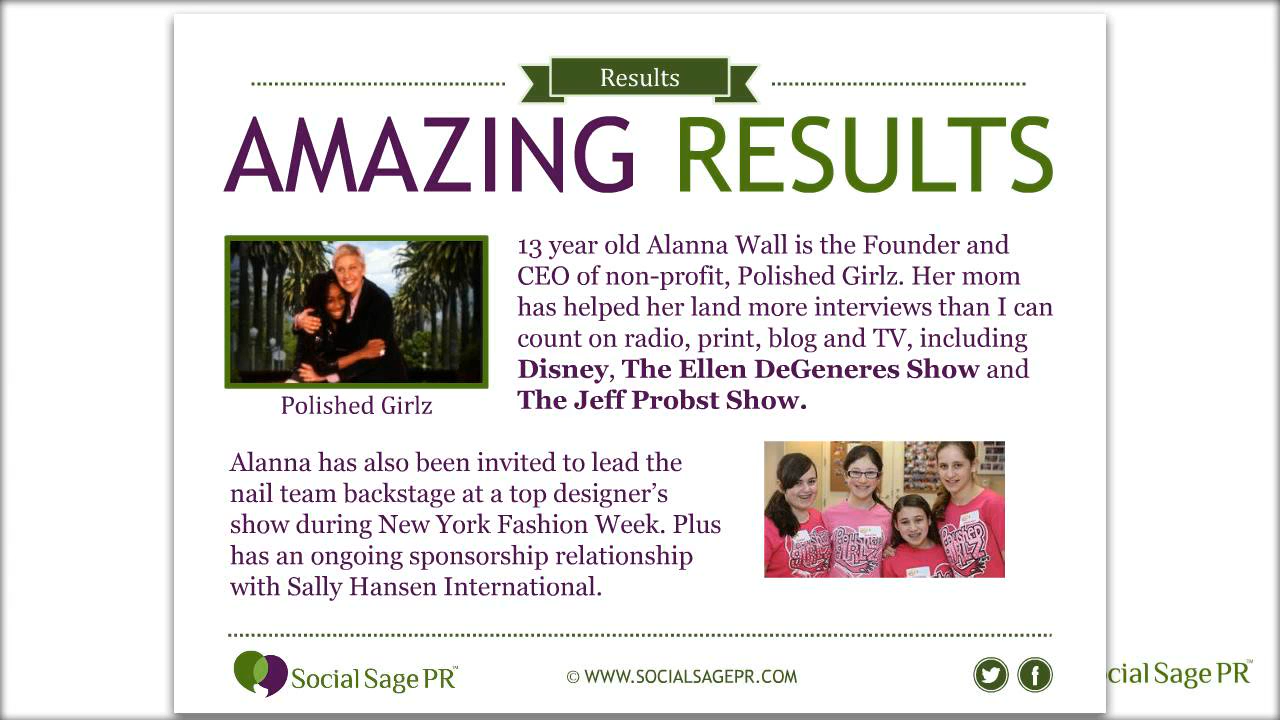 Results
AMAZING RESULTS
13 year old Alanna Wall is the Founder and
CEO of non-profit, Polished Girlz. Her mom
has helped her land more interviews than I can
count on radio, print, blog and TV, including
Disney, The Ellen DeGeneres Show and
The Jeff Probst Show.
Polished Girlz
Alanna has also been invited to lead the
nail team backstage at a top designer’s
show during New York Fashion Week. Plus
has an ongoing sponsorship relationship
with Sally Hansen International.
POLISHED
GIRLZ
GIRLZ
Social Sage PR™
© WWW.SOCIALSAGEPR.COM
f
cial Sage PR™